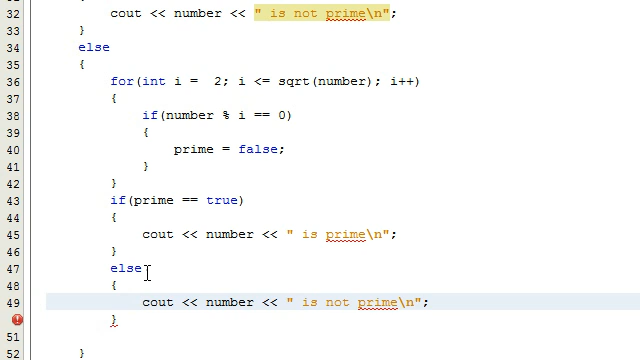 32 cout << number << " is not prime\n";
33 }
34 else
35 {
36 for(int i =  2; i <= sqrt(number); i++)
37 {
38 if(number % i == 0)
39 {
40 prime = false;
41 }
42 }
43 if(prime == true)
44 {
45 cout << number << " is prime\n";
46 }
47 else
48 {
49 cout << number << " is not prime\n";
}
51
52 }